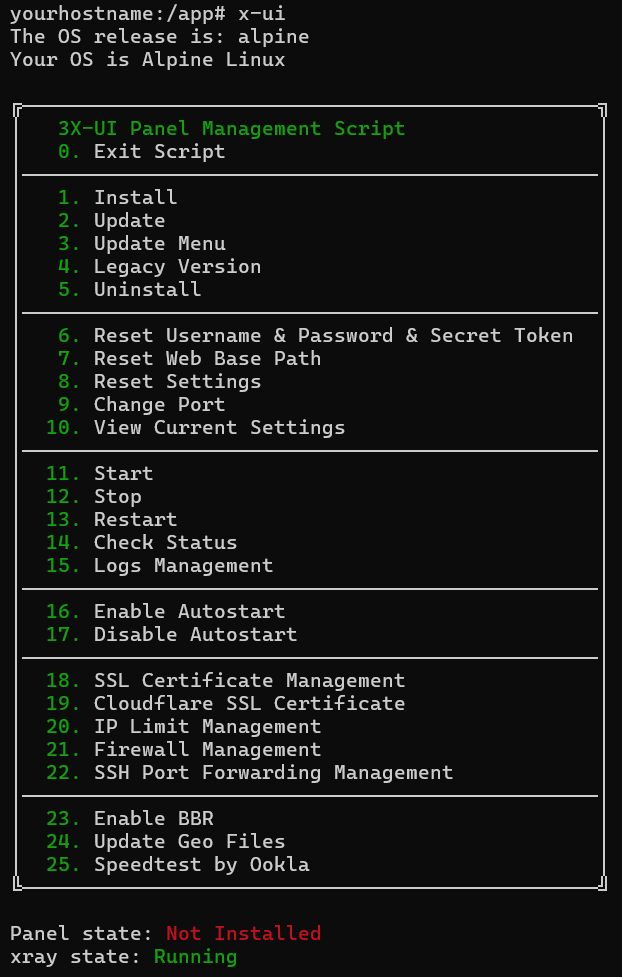 yourhostname:/app# x-ui
The OS release is: alpine
Your OS is Alpine Linux
3X-UI Panel Management Script
0. Exit Script
1. Install
2. Update
3. Update Menu
4. Legacy Version
5. Uninstall
6. Reset Username & Password & Secret Token
7. Reset Web Base Path
8. Reset Settings
9. Change Port
10. View Current Settings
11. Start
12. Stop
13. Restart
14. Check Status
15. Logs Management
16. Enable Autostart
17. Disable Autostart
18. SSL Certificate Management
19. Cloudflare SSL Certificate
20. IP Limit Management
21. Firewall Management
22. SSH Port Forwarding Management
23. Enable BBR
24. Update Geo Files
25. Speedtest by Ookla
Panel state: Not Installed
xray state: Running